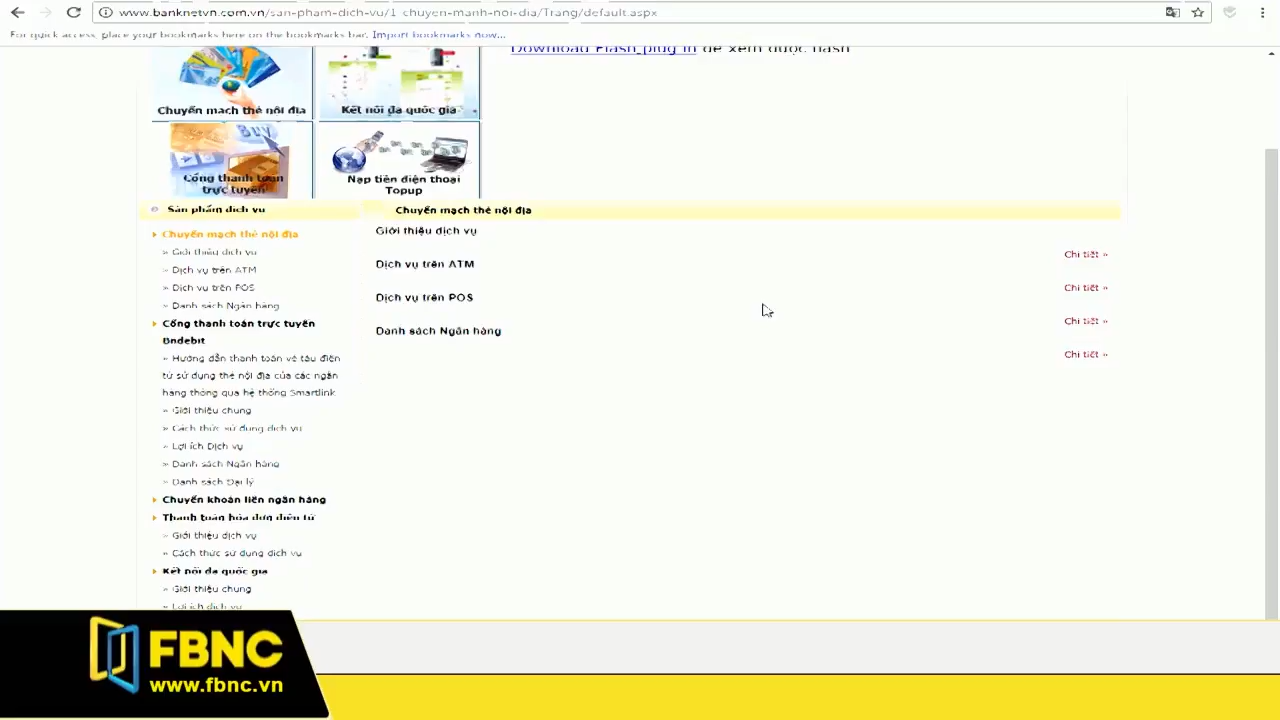 www.banknetvn.com.vn/san-pham-dich-vu/1-chuyen-manh-noi-dia/Trang/default.aspx
For quick access, place your bookmarks here on the bookmarks bar. Import bookmarks now...
Download Flash plug in để xem được flash
Chuyển mạch thẻ nội địa
Kết nối đa quốc gia
Cổng thanh toán
trực tuyến
BUY
Nạp tiền điện thoại
Topup
Sản phẩm dịch vụ
Chuyển mạch thẻ nội địa
» Giới thiệu dịch vụ
» Dịch vụ trên ATM
» Dịch vụ trên POS
» Danh sách Ngân hàng
Cổng thanh toán trực tuyến
Bndebit
» Hướng dẫn thanh toán vé tàu điện
tử sử dụng thẻ nội địa của các ngân
hàng thông qua hệ thống Smartlink
» Giới thiệu chung
» Cách thức sử dụng dịch vụ
» Lợi ích Dịch vụ
» Danh sách Ngân hàng
» Danh sách Đại lý
Chuyển khoản liên ngân hàng
Thanh toán hóa đơn điện tử
» Giới thiệu dịch vụ
» Cách thức sử dụng dịch vụ
Kết nối đa quốc gia
» Giới thiệu chung
» Lợi ích dịch vụ
Chuyển mạch thẻ nội địa
Giới thiệu dịch vụ
Chi tiết »
Dịch vụ trên ATM
Chi tiết »
Dịch vụ trên POS
Chi tiết »
Danh sách Ngân hàng
Chi tiết »
FBNC
www.fbnc.vn